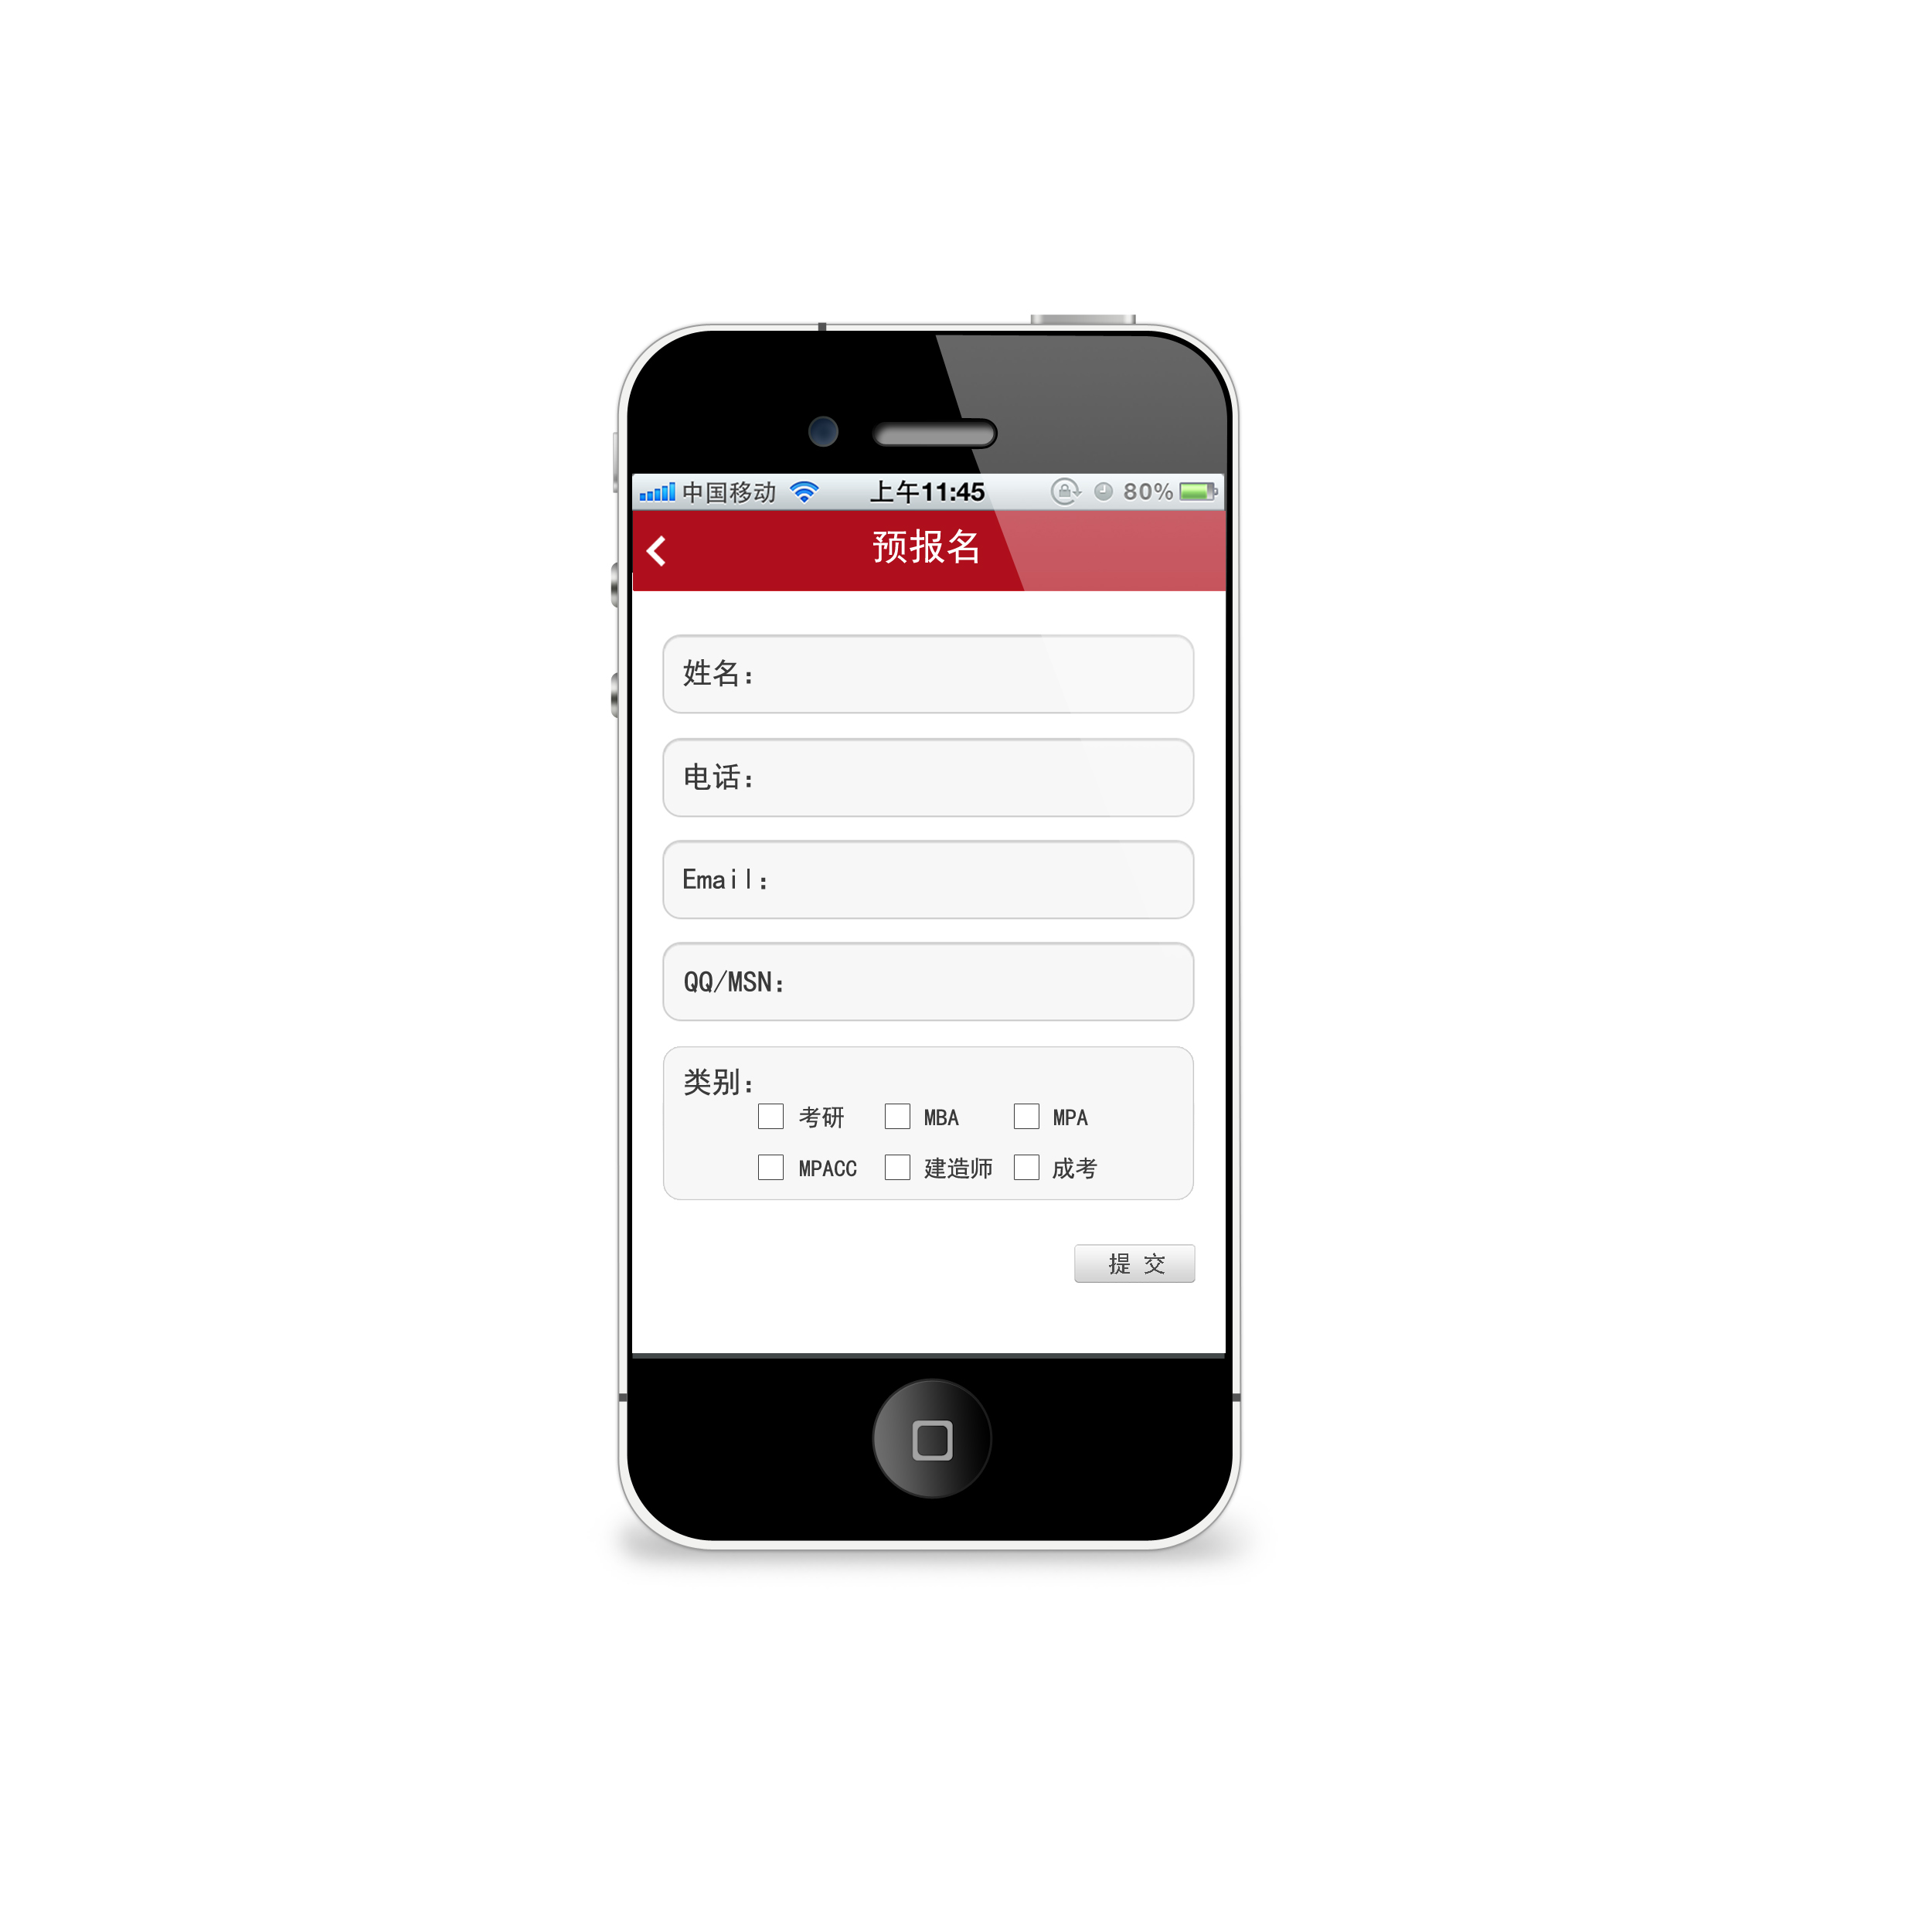 中国移动 上午11:45 80%
预报名
姓名：
电话：
Email：
QQ/MSN：
类别：
考研 MBA MPA
MPACC 建造师 成考
提 交